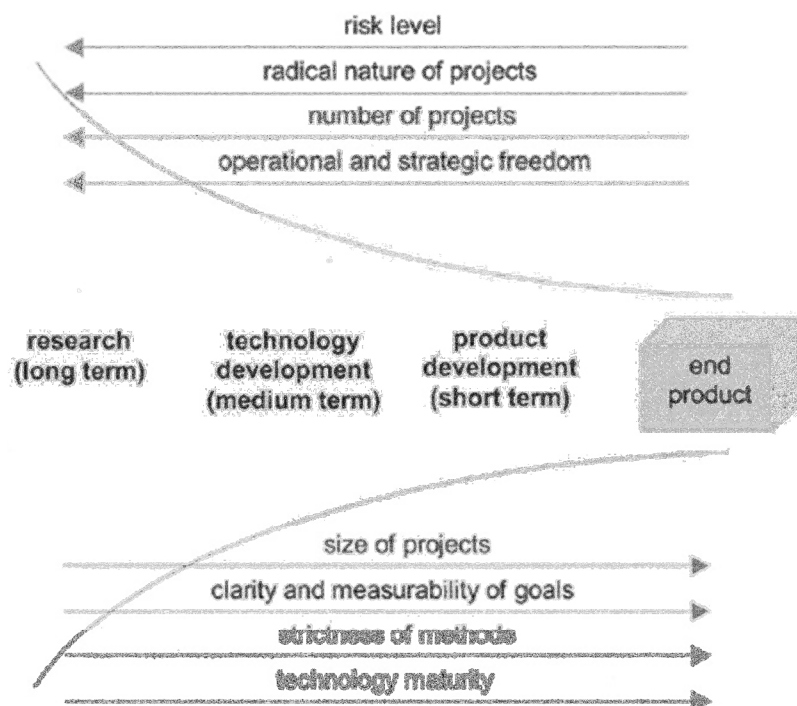 risk level
radical nature of projects
number of projects
operational and strategic freedom
research
(long term)
technology
development
(medium term)
product
development
(short term)
end
product
size of projects
clarity and measurability of goals
strictness of methods
technology maturity